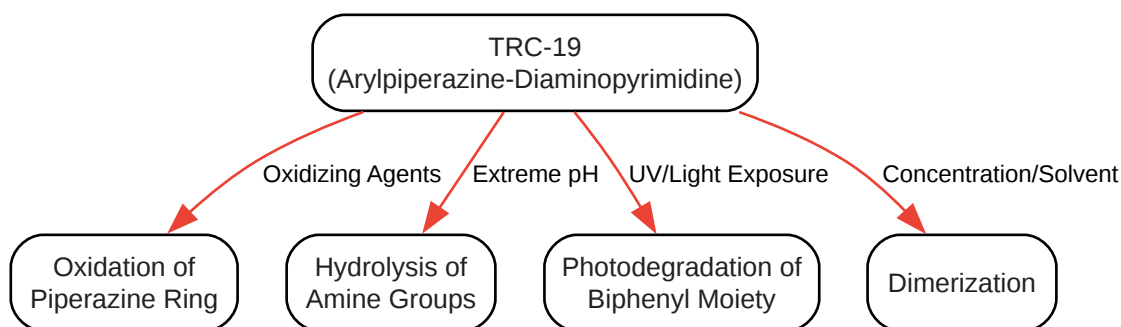 TRC-19
(Arylpiperazine-Diaminopyrimidine)
Oxidizing Agents
Extreme pH
UV/Light Exposure
Concentration/Solvent
Oxidation of
Piperazine Ring
Hydrolysis of
Amine Groups
Photodegradation of
Biphenyl Moiety
Dimerization